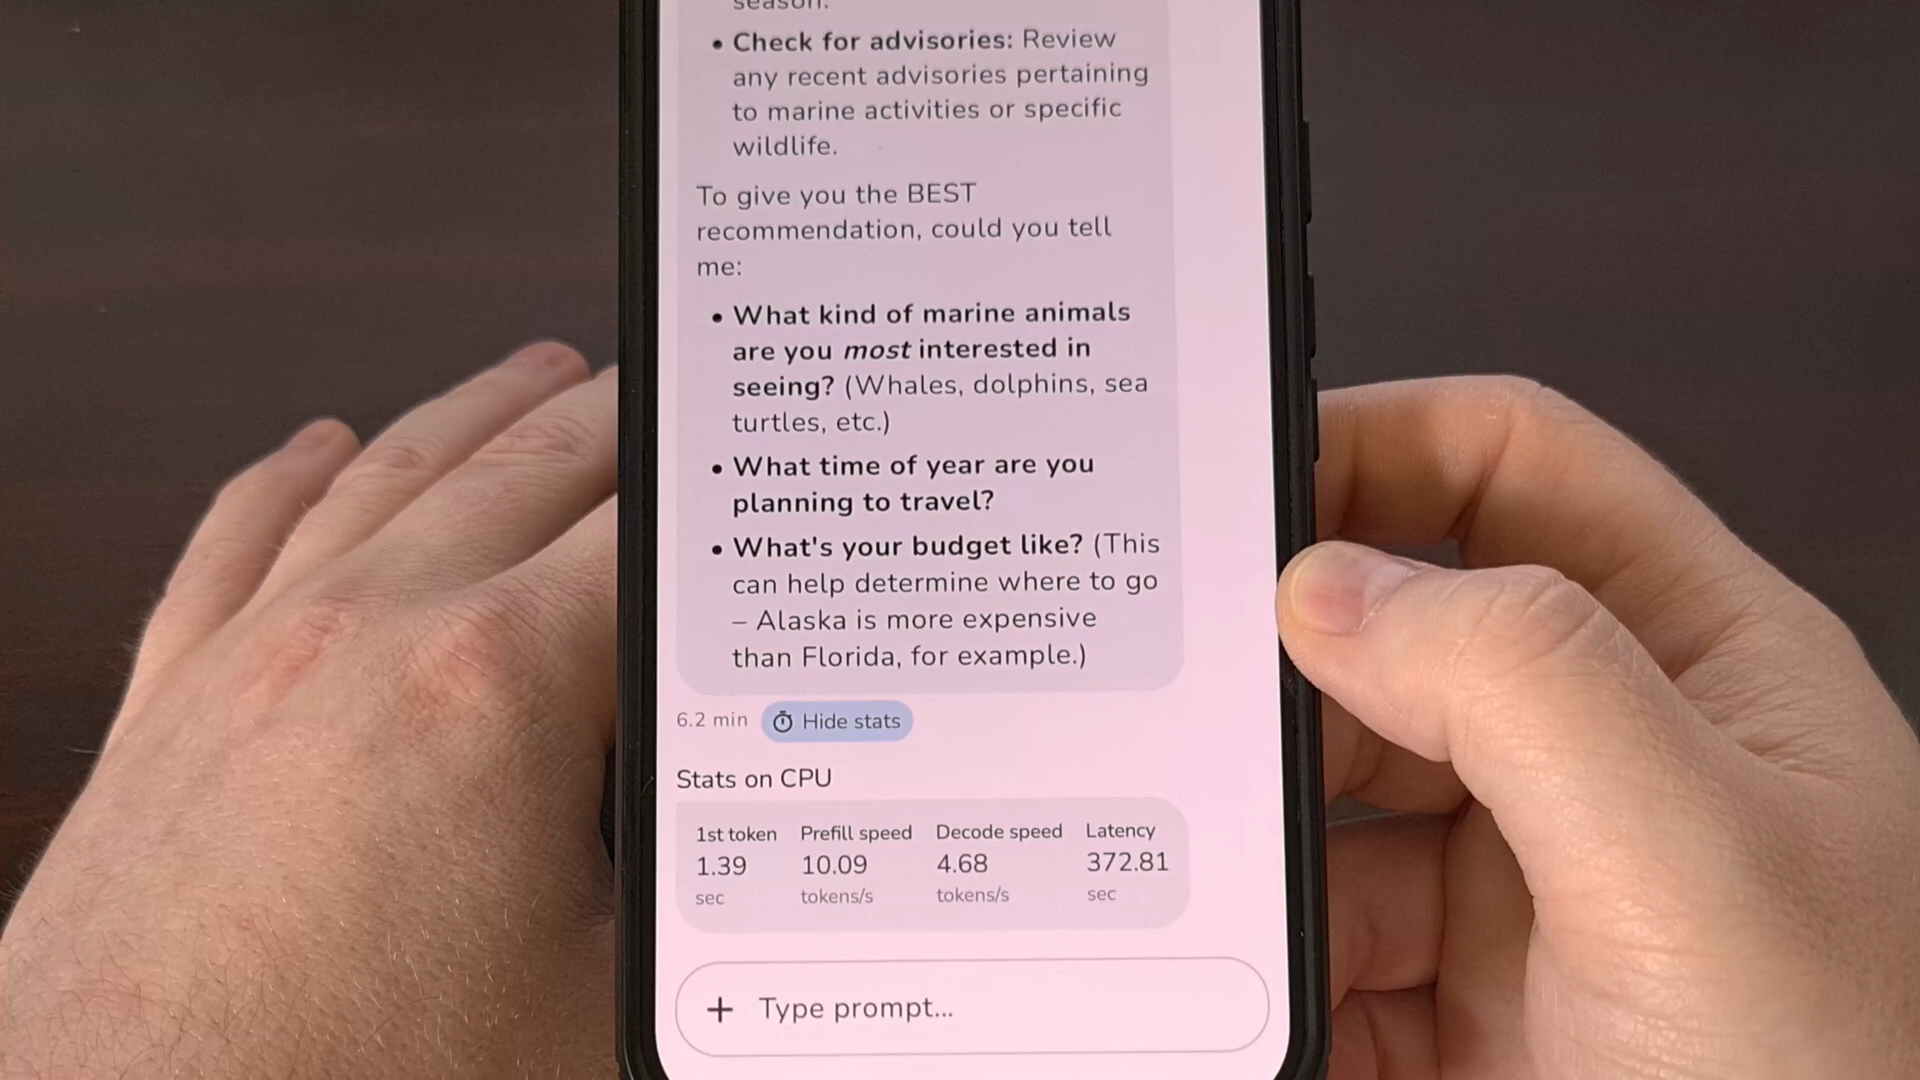 season.
• Check for advisories: Review
any recent advisories pertaining
to marine activities or specific
wildlife.
To give you the BEST
recommendation, could you tell
me:
• What kind of marine animals
are you most interested in
seeing? (Whales, dolphins, sea
turtles, etc.)
• What time of year are you
planning to travel?
• What's your budget like? (This
can help determine where to go
– Alaska is more expensive
than Florida, for example.)
6.2 min Hide stats
Stats on CPU
1st token Prefill speed Decode speed Latency
1.39 10.09 4.68 372.81
sec tokens/s tokens/s sec
+ Type prompt...